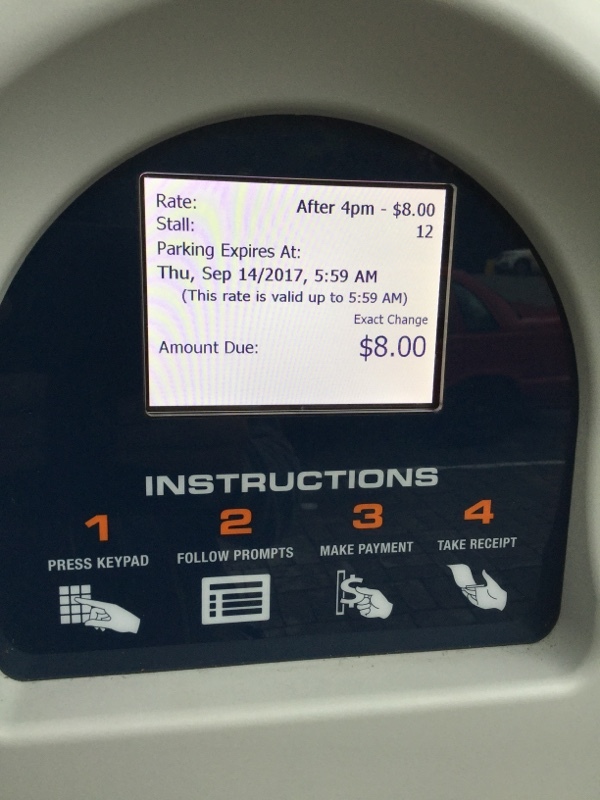 Rate: After 4pm - $8.00
Stall: 12
Parking Expires At:
Thu, Sep 14/2017, 5:59 AM
(This rate is valid up to 5:59 AM)
Exact Change
Amount Due: $8.00
INSTRUCTIONS
1 2 3 4
PRESS KEYPAD FOLLOW PROMPTS MAKE PAYMENT TAKE RECEIPT